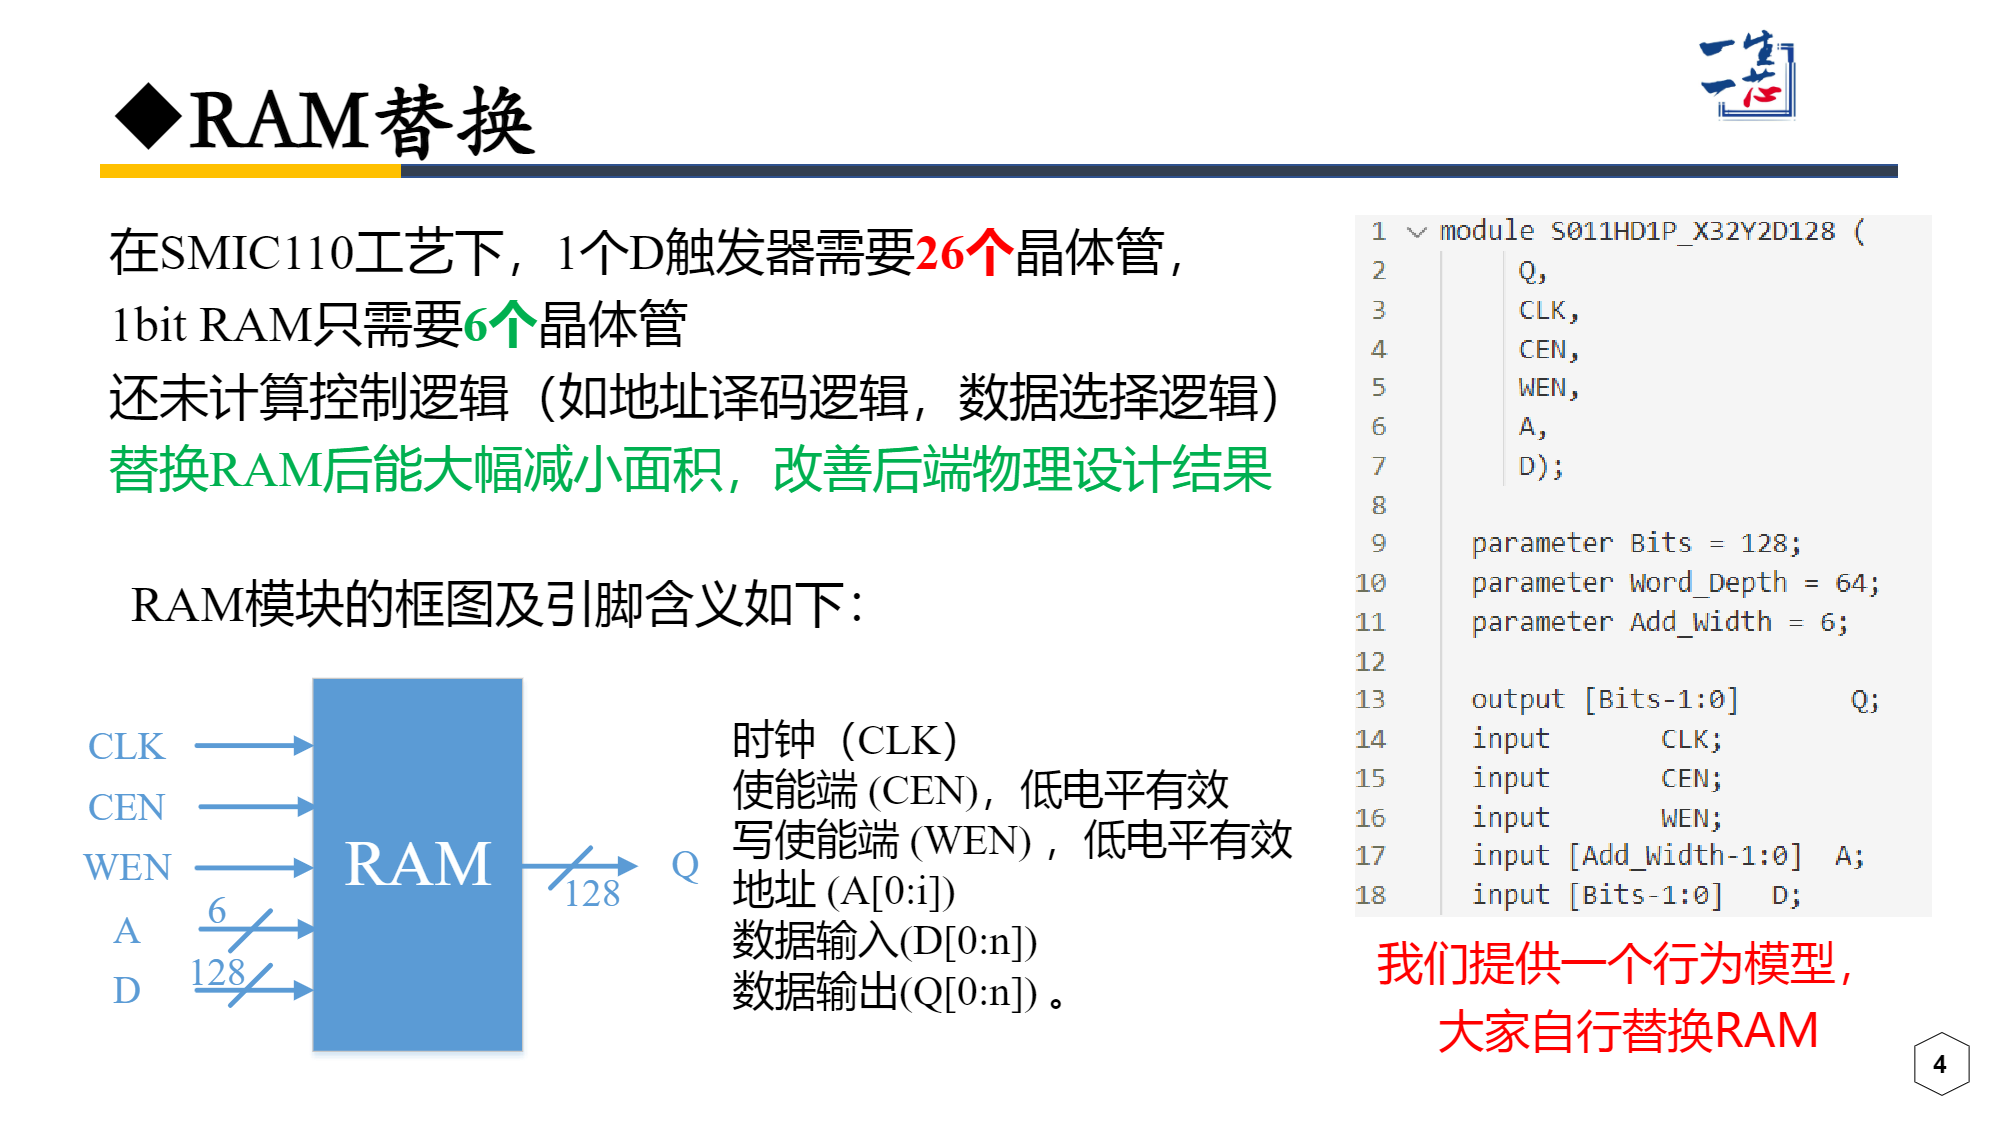 ◆RAM替换
一生一芯
在SMIC110工艺下，1个D触发器需要26个晶体管，
1bit RAM只需要6个晶体管
还未计算控制逻辑（如地址译码逻辑，数据选择逻辑）
替换RAM后能大幅减小面积，改善后端物理设计结果
RAM模块的框图及引脚含义如下：
CLK
CEN
WEN
A
6
D
128
RAM
128
Q
时钟（CLK）
使能端 (CEN)，低电平有效
写使能端 (WEN) ，低电平有效
地址 (A[0:i])
数据输入(D[0:n])
数据输出(Q[0:n]) 。
1 module S011HD1P_X32Y2D128 (
2 Q,
3 CLK,
4 CEN,
5 WEN,
6 A,
7 D);
8
9 parameter Bits = 128;
10 parameter Word_Depth = 64;
11 parameter Add_Width = 6;
12
13 output [Bits-1:0] Q;
14 input CLK;
15 input CEN;
16 input WEN;
17 input [Add_Width-1:0] A;
18 input [Bits-1:0] D;
我们提供一个行为模型，
大家自行替换RAM
4